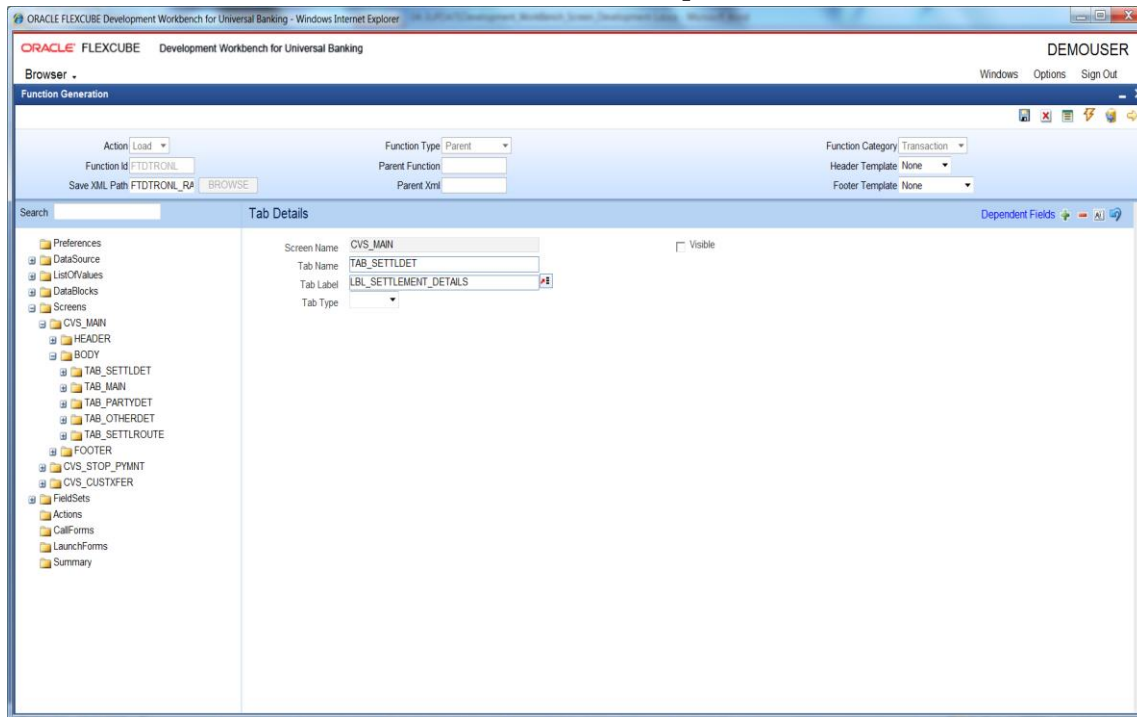 ORACLE FLEXCUBE Development Workbench for Universal Banking - Windows Internet Explorer
ORACLE FLEXCUBE Development Workbench for Universal Banking DEMOUSER
Browser Windows Options Sign Out
Function Generation
Action Load Function Type Parent Function Category Transaction
Function Id FTDTRONL Parent Function Header Template None
Save XML Path FTDTRONL_RA BROWSE Parent Xml Footer Template None
Search Tab Details Dependent Fields
Preferences
DataSource
ListOfValues
DataBlocks
Screens
CVS_MAIN
HEADER
BODY
TAB_SETTLDET
TAB_MAIN
TAB_PARTYDET
TAB_OTHERDET
TAB_SETTLROUTE
FOOTER
CVS_STOP_PYMNT
CVS_CUSTXFER
FieldSets
Actions
CallForms
LaunchForms
Summary
Screen Name CVS_MAIN Visible
Tab Name TAB_SETTLDET
Tab Label LBL_SETTLEMENT_DETAILS
Tab Type